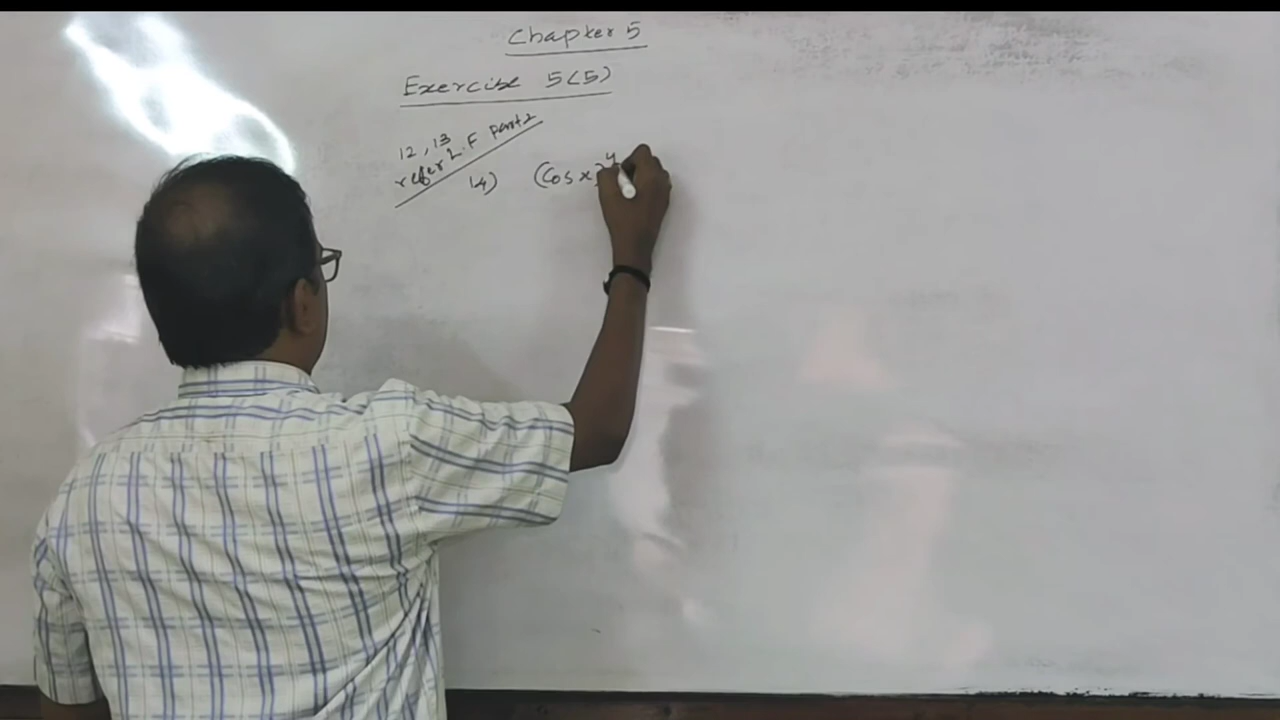 Chapter 5
Exercise 5(5)
12, 13
refer L.F part 2
14) (Cos x)^y